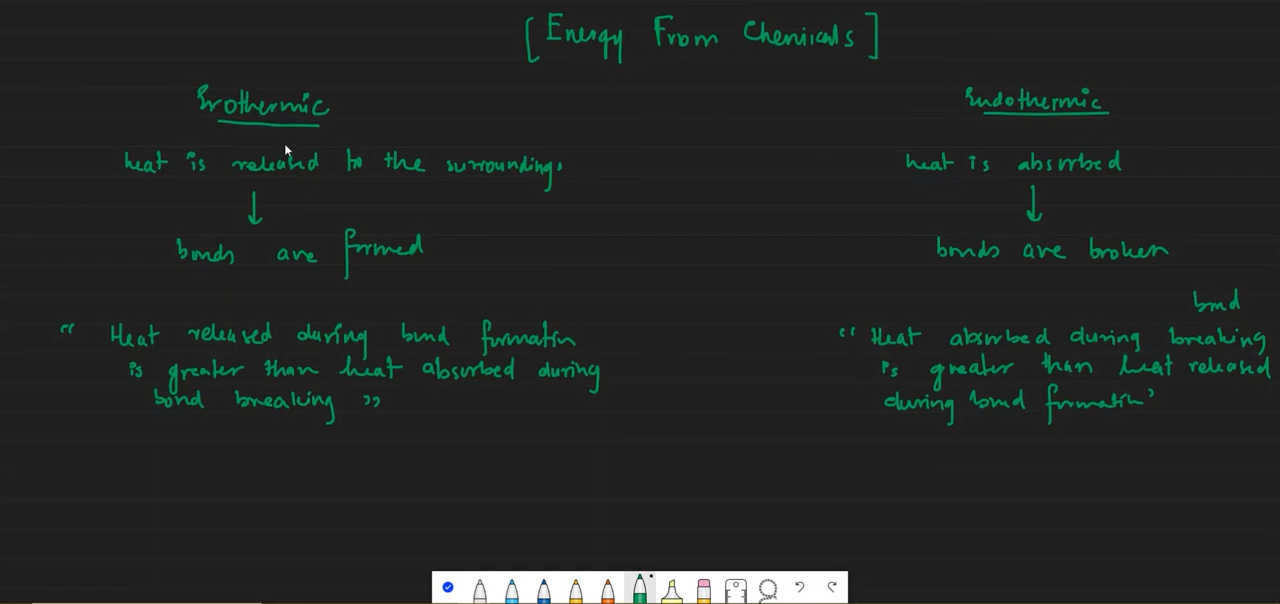 [Energy From Chemicals]
Exothermic
heat is released to the surroundings
bonds are formed
“ Heat released during bond formation
is greater than heat absorbed during
bond breaking ”
Endothermic
heat is absorbed
bonds are broken
bond
“ Heat absorbed during breaking
is greater than heat released
during bond formation ’